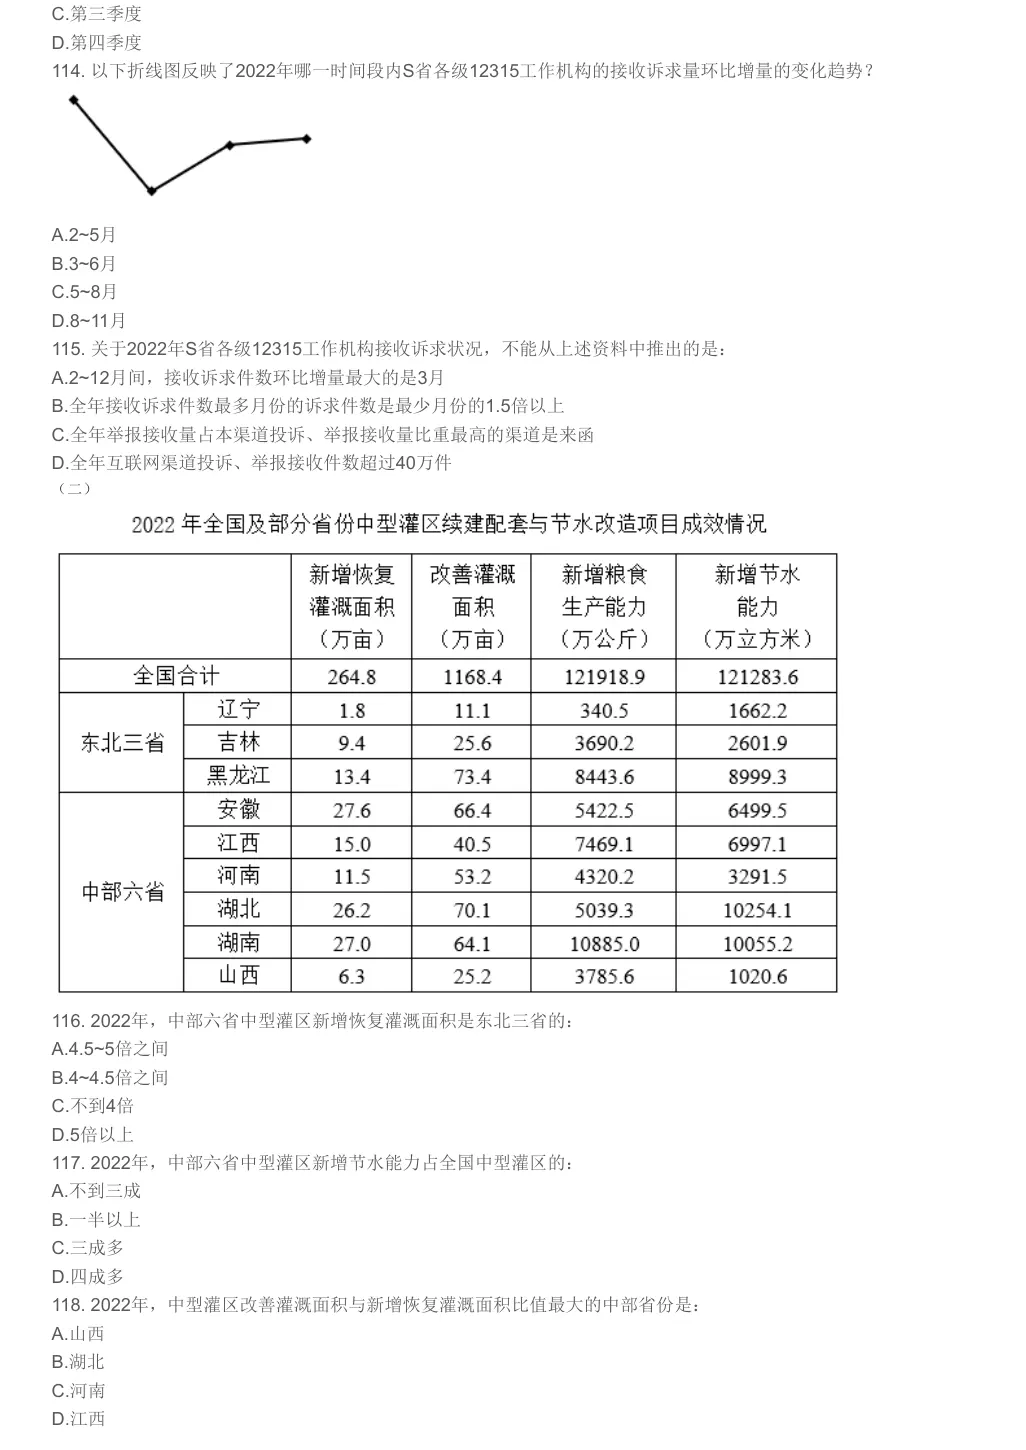 C.第三季度
D.第四季度
114. 以下折线图反映了2022年哪一时间段内S省各级12315工作机构的接收诉求量环比增量的变化趋势？
A.2~5月
B.3~6月
C.5~8月
D.8~11月
115. 关于2022年S省各级12315工作机构接收诉求状况，不能从上述资料中推出的是：
A.2~12月间，接收诉求件数环比增量最大的是3月
B.全年接收诉求件数最多月份的诉求件数是最少月份的1.5倍以上
C.全年举报接收量占本渠道投诉、举报接收量比重最高的渠道是来函
D.全年互联网渠道投诉、举报接收件数超过40万件
（二）
2022 年全国及部分省份中型灌区续建配套与节水改造项目成效情况
新增恢复 改善灌溉 新增粮食 新增节水
灌溉面积 面积 生产能力 能力
（万亩） （万亩） （万公斤） （万立方米）
全国合计 264.8 1168.4 121918.9 121283.6
辽宁 1.8 11.1 340.5 1662.2
东北三省 吉林 9.4 25.6 3690.2 2601.9
黑龙江 13.4 73.4 8443.6 8999.3
安徽 27.6 66.4 5422.5 6499.5
江西 15.0 40.5 7469.1 6997.1
中部六省 河南 11.5 53.2 4320.2 3291.5
湖北 26.2 70.1 5039.3 10254.1
湖南 27.0 64.1 10885.0 10055.2
山西 6.3 25.2 3785.6 1020.6
116. 2022年，中部六省中型灌区新增恢复灌溉面积是东北三省的：
A.4.5~5倍之间
B.4~4.5倍之间
C.不到4倍
D.5倍以上
117. 2022年，中部六省中型灌区新增节水能力占全国中型灌区的：
A.不到三成
B.一半以上
C.三成多
D.四成多
118. 2022年，中型灌区改善灌溉面积与新增恢复灌溉面积比值最大的中部省份是：
A.山西
B.湖北
C.河南
D.江西